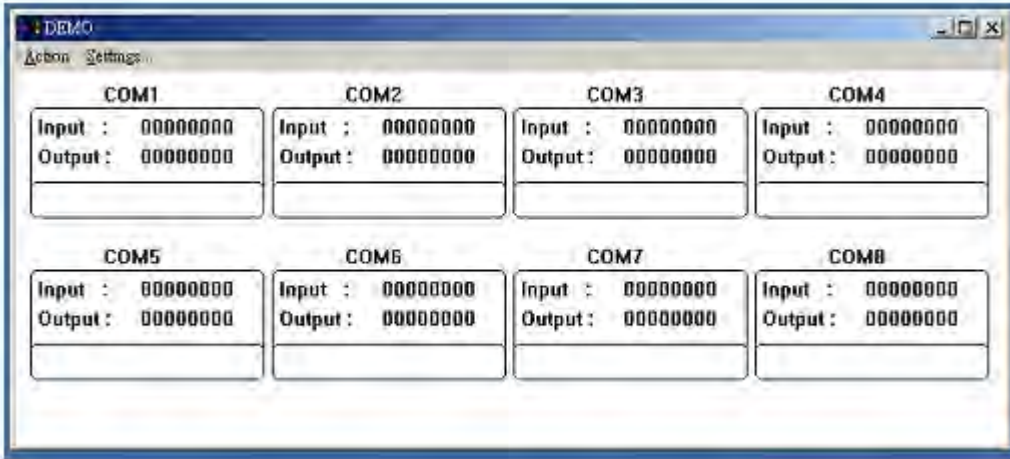 DEMO
Action Settings...
COM1 COM2 COM3 COM4
Input : 00000000 Input : 00000000 Input : 00000000 Input : 00000000
Output : 00000000 Output : 00000000 Output : 00000000 Output : 00000000
COM5 COM6 COM7 COM8
Input : 00000000 Input : 00000000 Input : 00000000 Input : 00000000
Output : 00000000 Output : 00000000 Output : 00000000 Output : 00000000